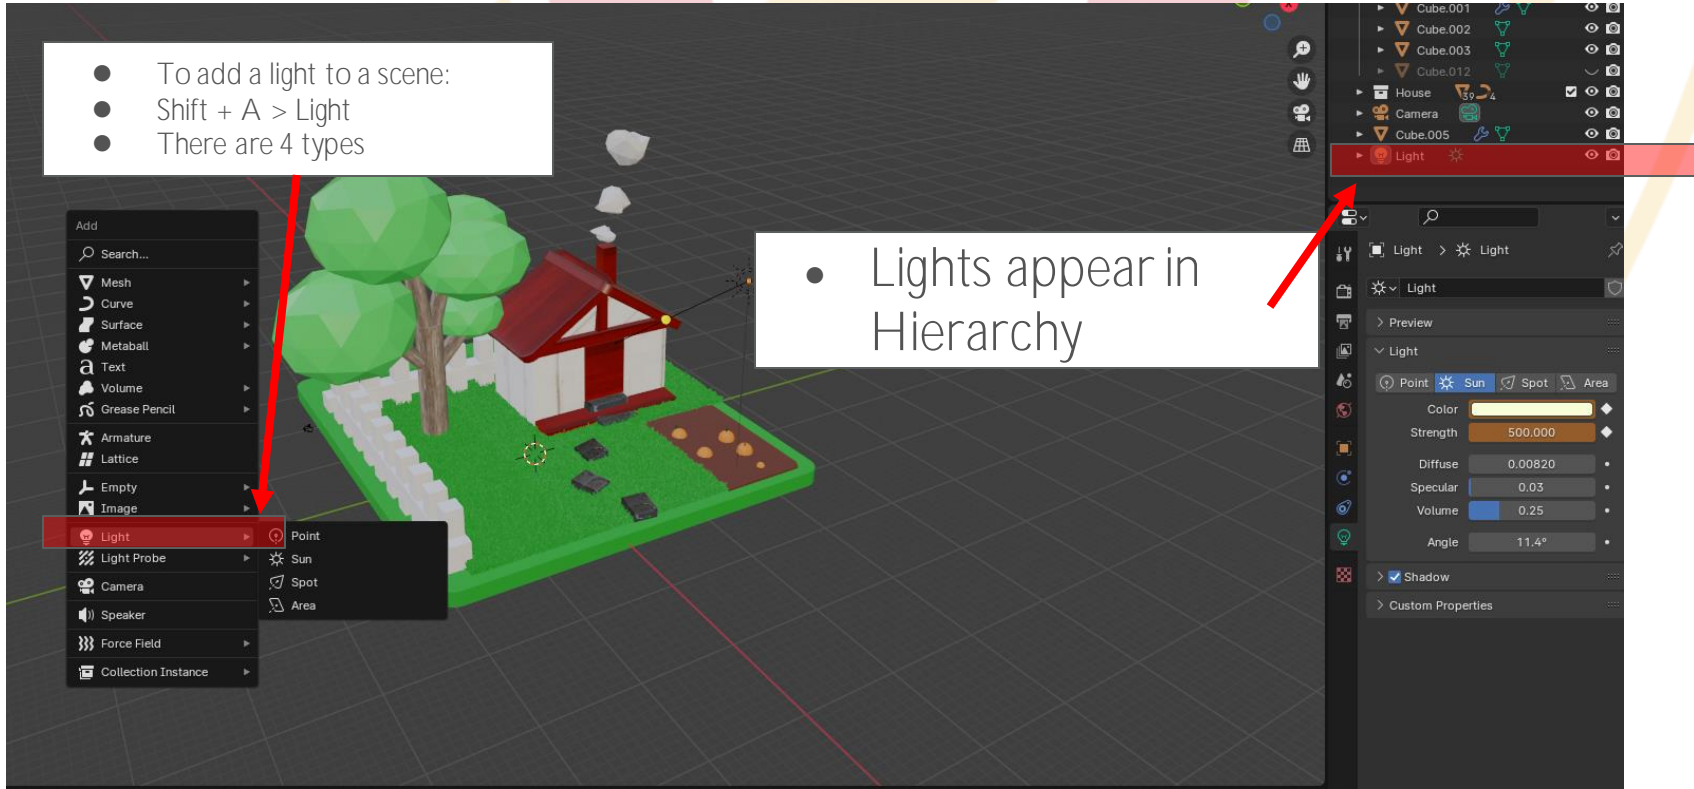 To add a light to a scene:
Shift + A > Light
There are 4 types
Add
Search...
Mesh
Curve
Surface
Metaball
Text
Volume
Grease Pencil
Armature
Lattice
Empty
Image
Light
Light Probe
Camera
Speaker
Force Field
Collection Instance
Point
Sun
Spot
Area
Lights appear in
Hierarchy
Cube.001
Cube.002
Cube.003
Cube.012
House 39 4
Camera
Cube.005
Light
Light > Light
Light
Preview
Light
Point Sun Spot Area
Color
Strength 500.000
Diffuse 0.00820
Specular 0.03
Volume 0.25
Angle 11.4°
Shadow
Custom Properties